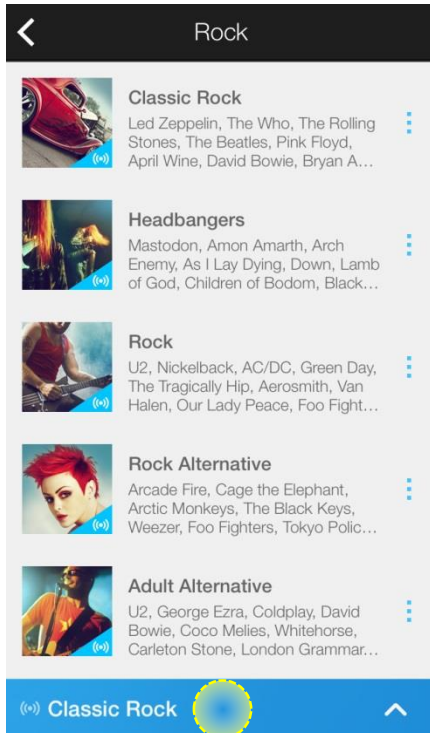 Rock
Classic Rock
Led Zeppelin, The Who, The Rolling
Stones, The Beatles, Pink Floyd,
April Wine, David Bowie, Bryan A...
Headbangers
Mastodon, Amon Amarth, Arch
Enemy, As I Lay Dying, Down, Lamb
of God, Children of Bodom, Black...
Rock
U2, Nickelback, AC/DC, Green Day,
The Tragically Hip, Aerosmith, Van
Halen, Our Lady Peace, Foo Fight...
Rock Alternative
Arcade Fire, Cage the Elephant,
Arctic Monkeys, The Black Keys,
Weezer, Foo Fighters, Tokyo Polic...
Adult Alternative
U2, George Ezra, Coldplay, David
Bowie, Coco Melies, Whitehorse,
Carleton Stone, London Grammar...
Classic Rock